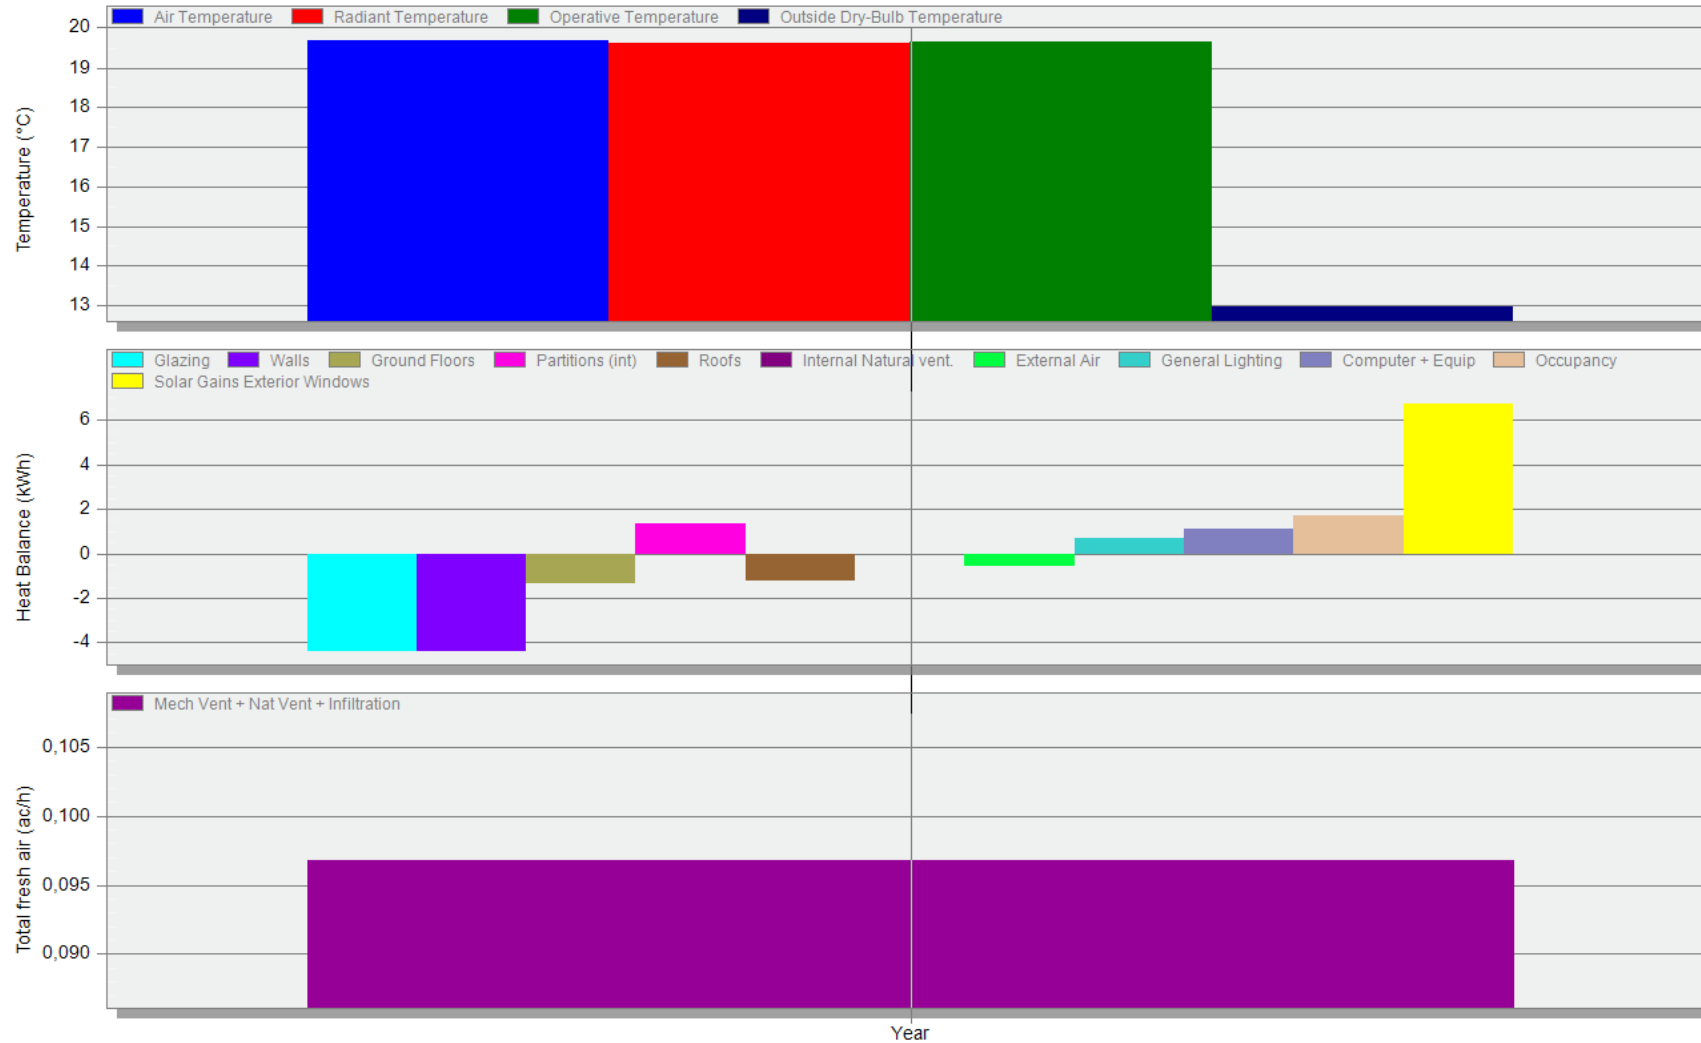 Air Temperature Radiant Temperature Operative Temperature Outside Dry-Bulb Temperature
20
19
18
17
16
15
14
13
Temperature (°C)
Glazing Walls Ground Floors Partitions (int) Roofs Internal Natural vent. External Air General Lighting Computer + Equip Occupancy
Solar Gains Exterior Windows
6
4
2
0
-2
-4
Heat Balance (kWh)
Mech Vent + Nat Vent + Infiltration
0,105
0,100
0,095
0,090
Total fresh air (ac/h)
Year